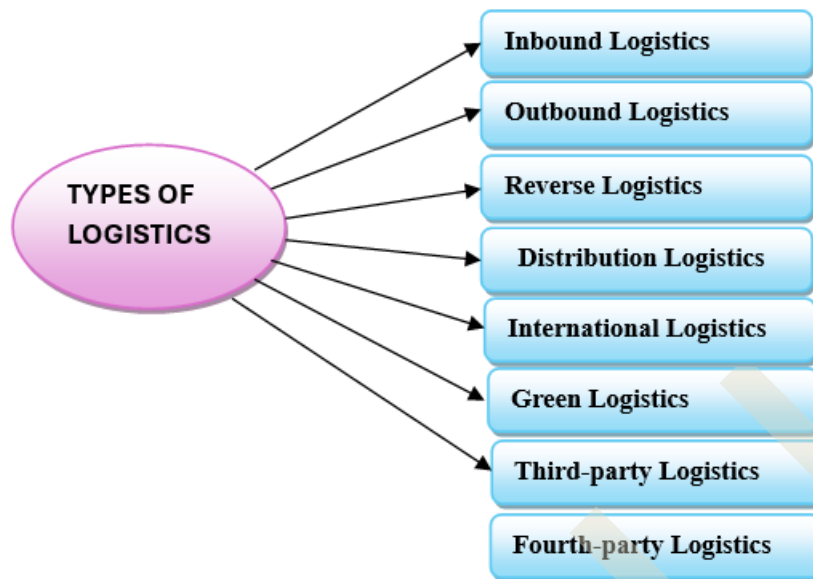 TYPES OF
LOGISTICS
Inbound Logistics
Outbound Logistics
Reverse Logistics
Distribution Logistics
International Logistics
Green Logistics
Third-party Logistics
Fourth-party Logistics